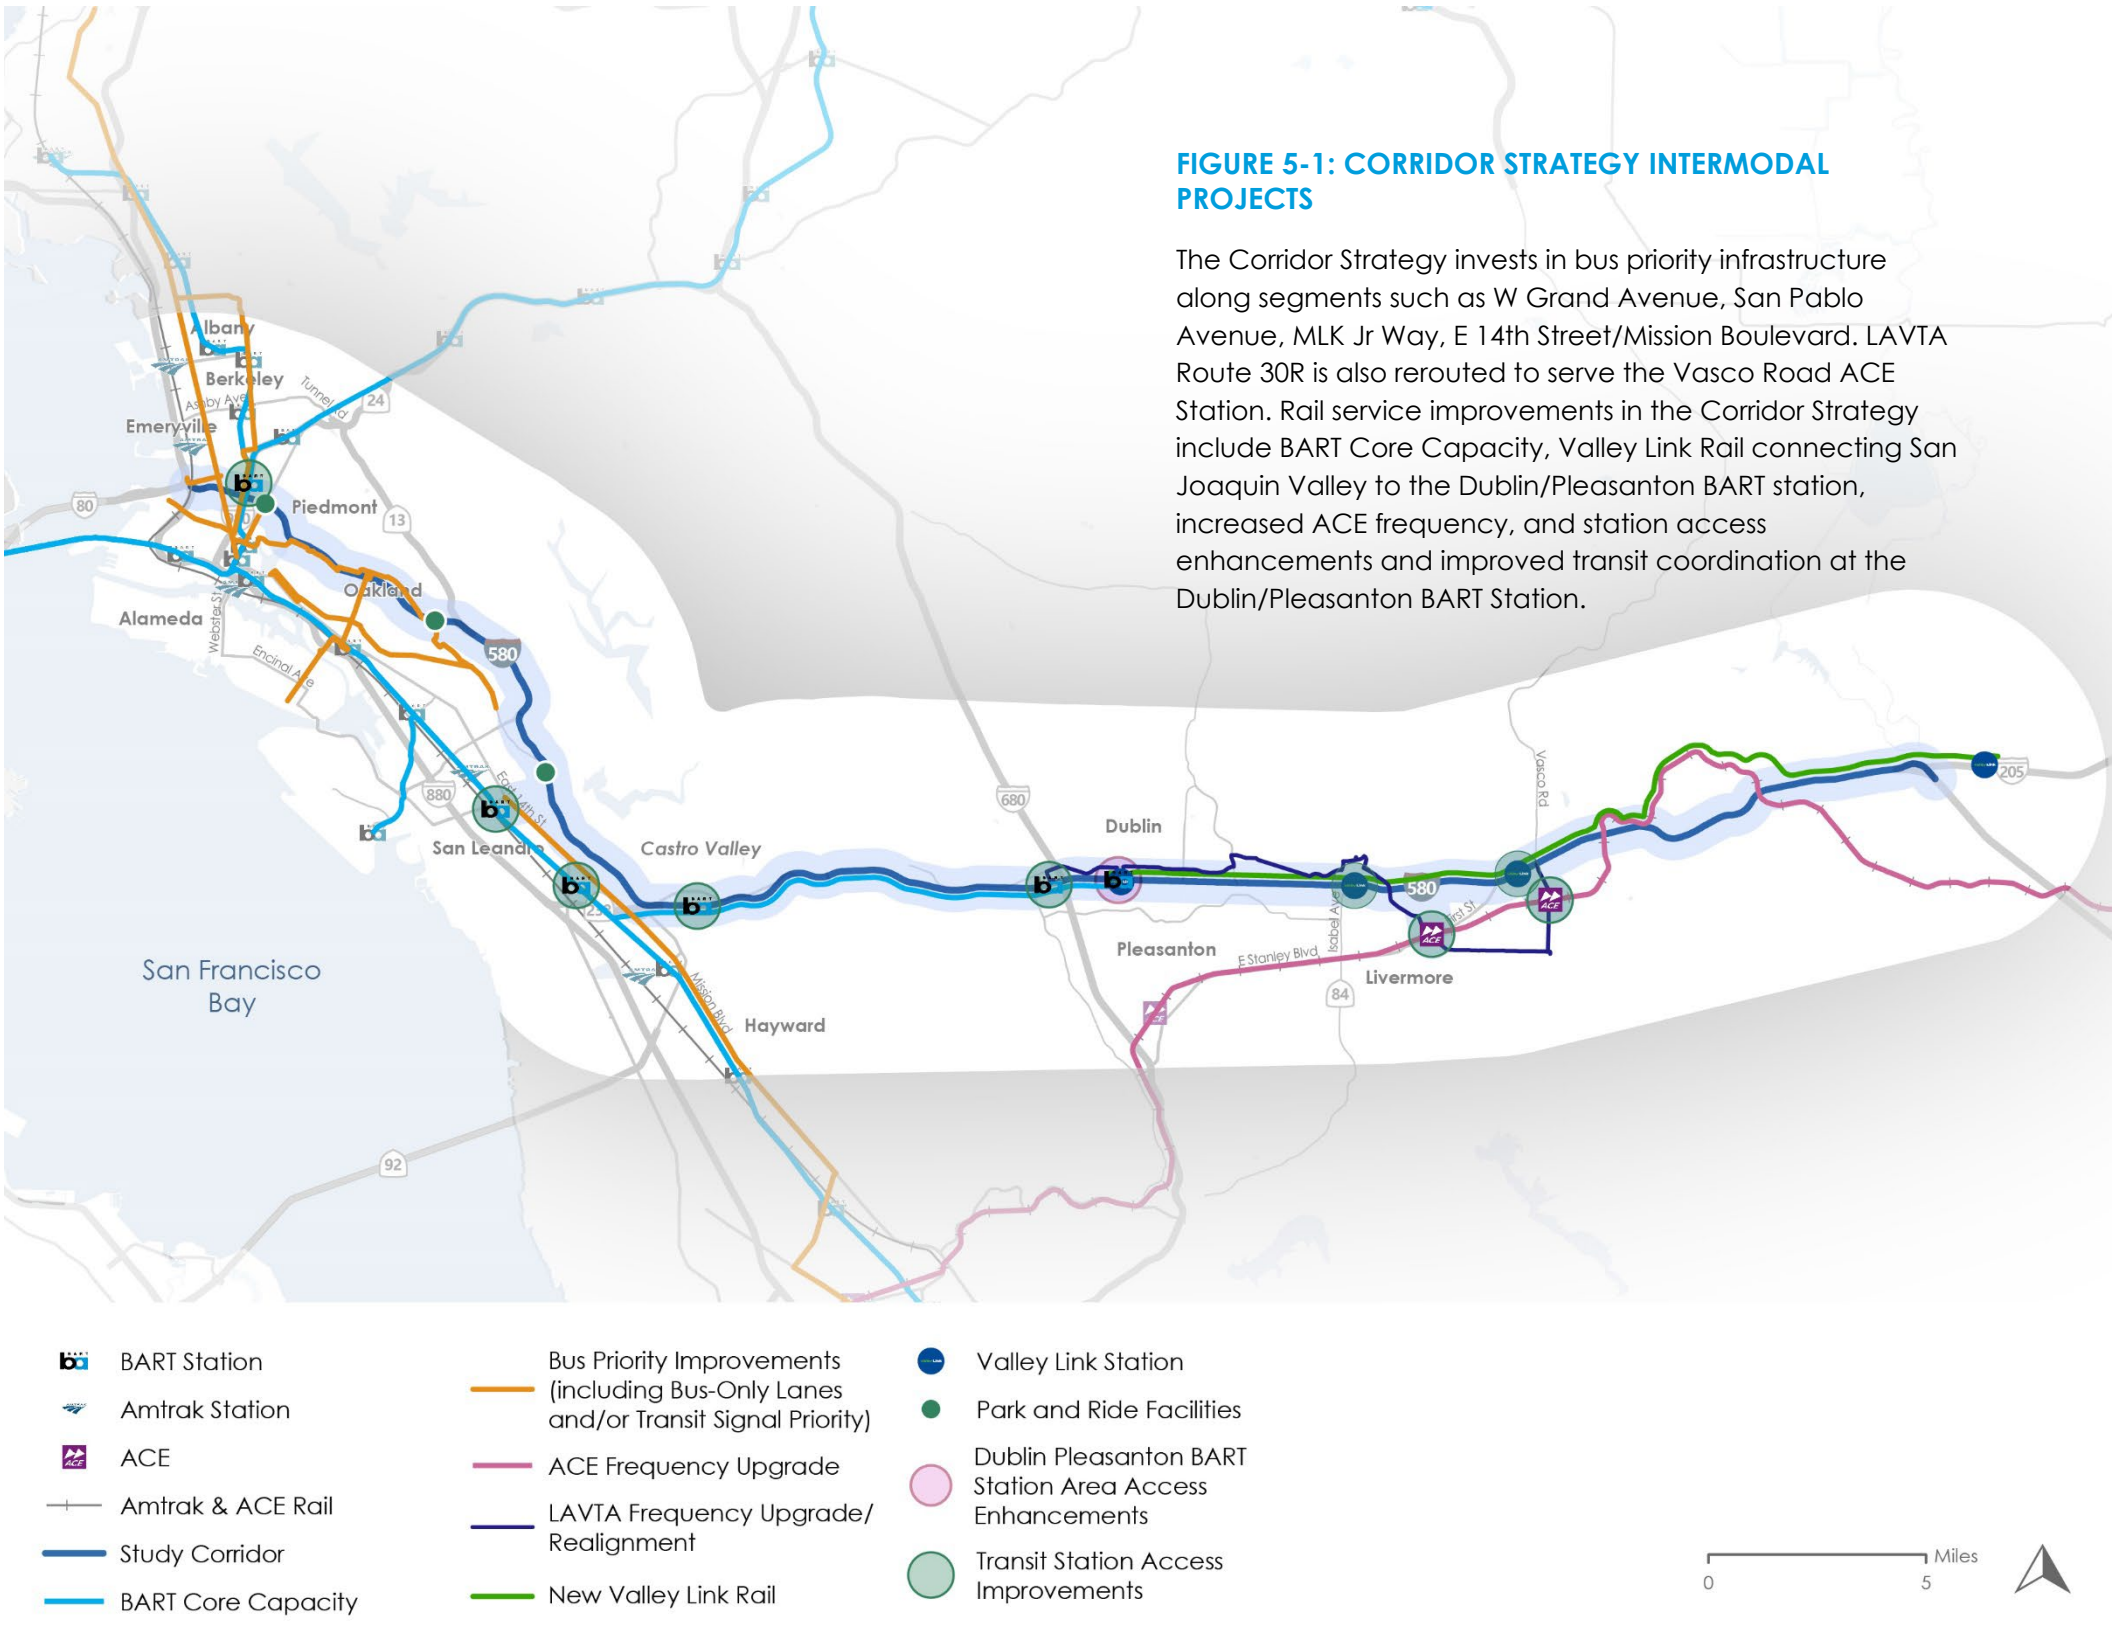 FIGURE 5-1: CORRIDOR STRATEGY INTERMODAL
PROJECTS
The Corridor Strategy invests in bus priority infrastructure
along segments such as W Grand Avenue, San Pablo
Avenue, MLK Jr Way, E 14th Street/Mission Boulevard. LAVTA
Route 30R is also rerouted to serve the Vasco Road ACE
Station. Rail service improvements in the Corridor Strategy
include BART Core Capacity, Valley Link Rail connecting San
Joaquin Valley to the Dublin/Pleasanton BART station,
increased ACE frequency, and station access
enhancements and improved transit coordination at the
Dublin/Pleasanton BART Station.
Albany
Berkeley
Tunnel Rd
24
Ashby Ave
Emeryville
80
Piedmont
13
Oakland
Alameda
Webster St
Encinal Ave
580
880
East 14th St
San Leandro
Castro Valley
238
680
Dublin
Vasco Rd
205
580
Isabel Ave
First St
ACE
ACE
Pleasanton
E Stanley Blvd
Livermore
84
ACE
San Francisco
Bay
Mission Blvd
Hayward
92
BART Station
Amtrak Station
ACE
ACE
Amtrak & ACE Rail
Study Corridor
BART Core Capacity
Bus Priority Improvements
(including Bus-Only Lanes
and/or Transit Signal Priority)
ACE Frequency Upgrade
LAVTA Frequency Upgrade/
Realignment
New Valley Link Rail
Valley Link Station
Park and Ride Facilities
Dublin Pleasanton BART
Station Area Access
Enhancements
Transit Station Access
Improvements
Miles
0
5